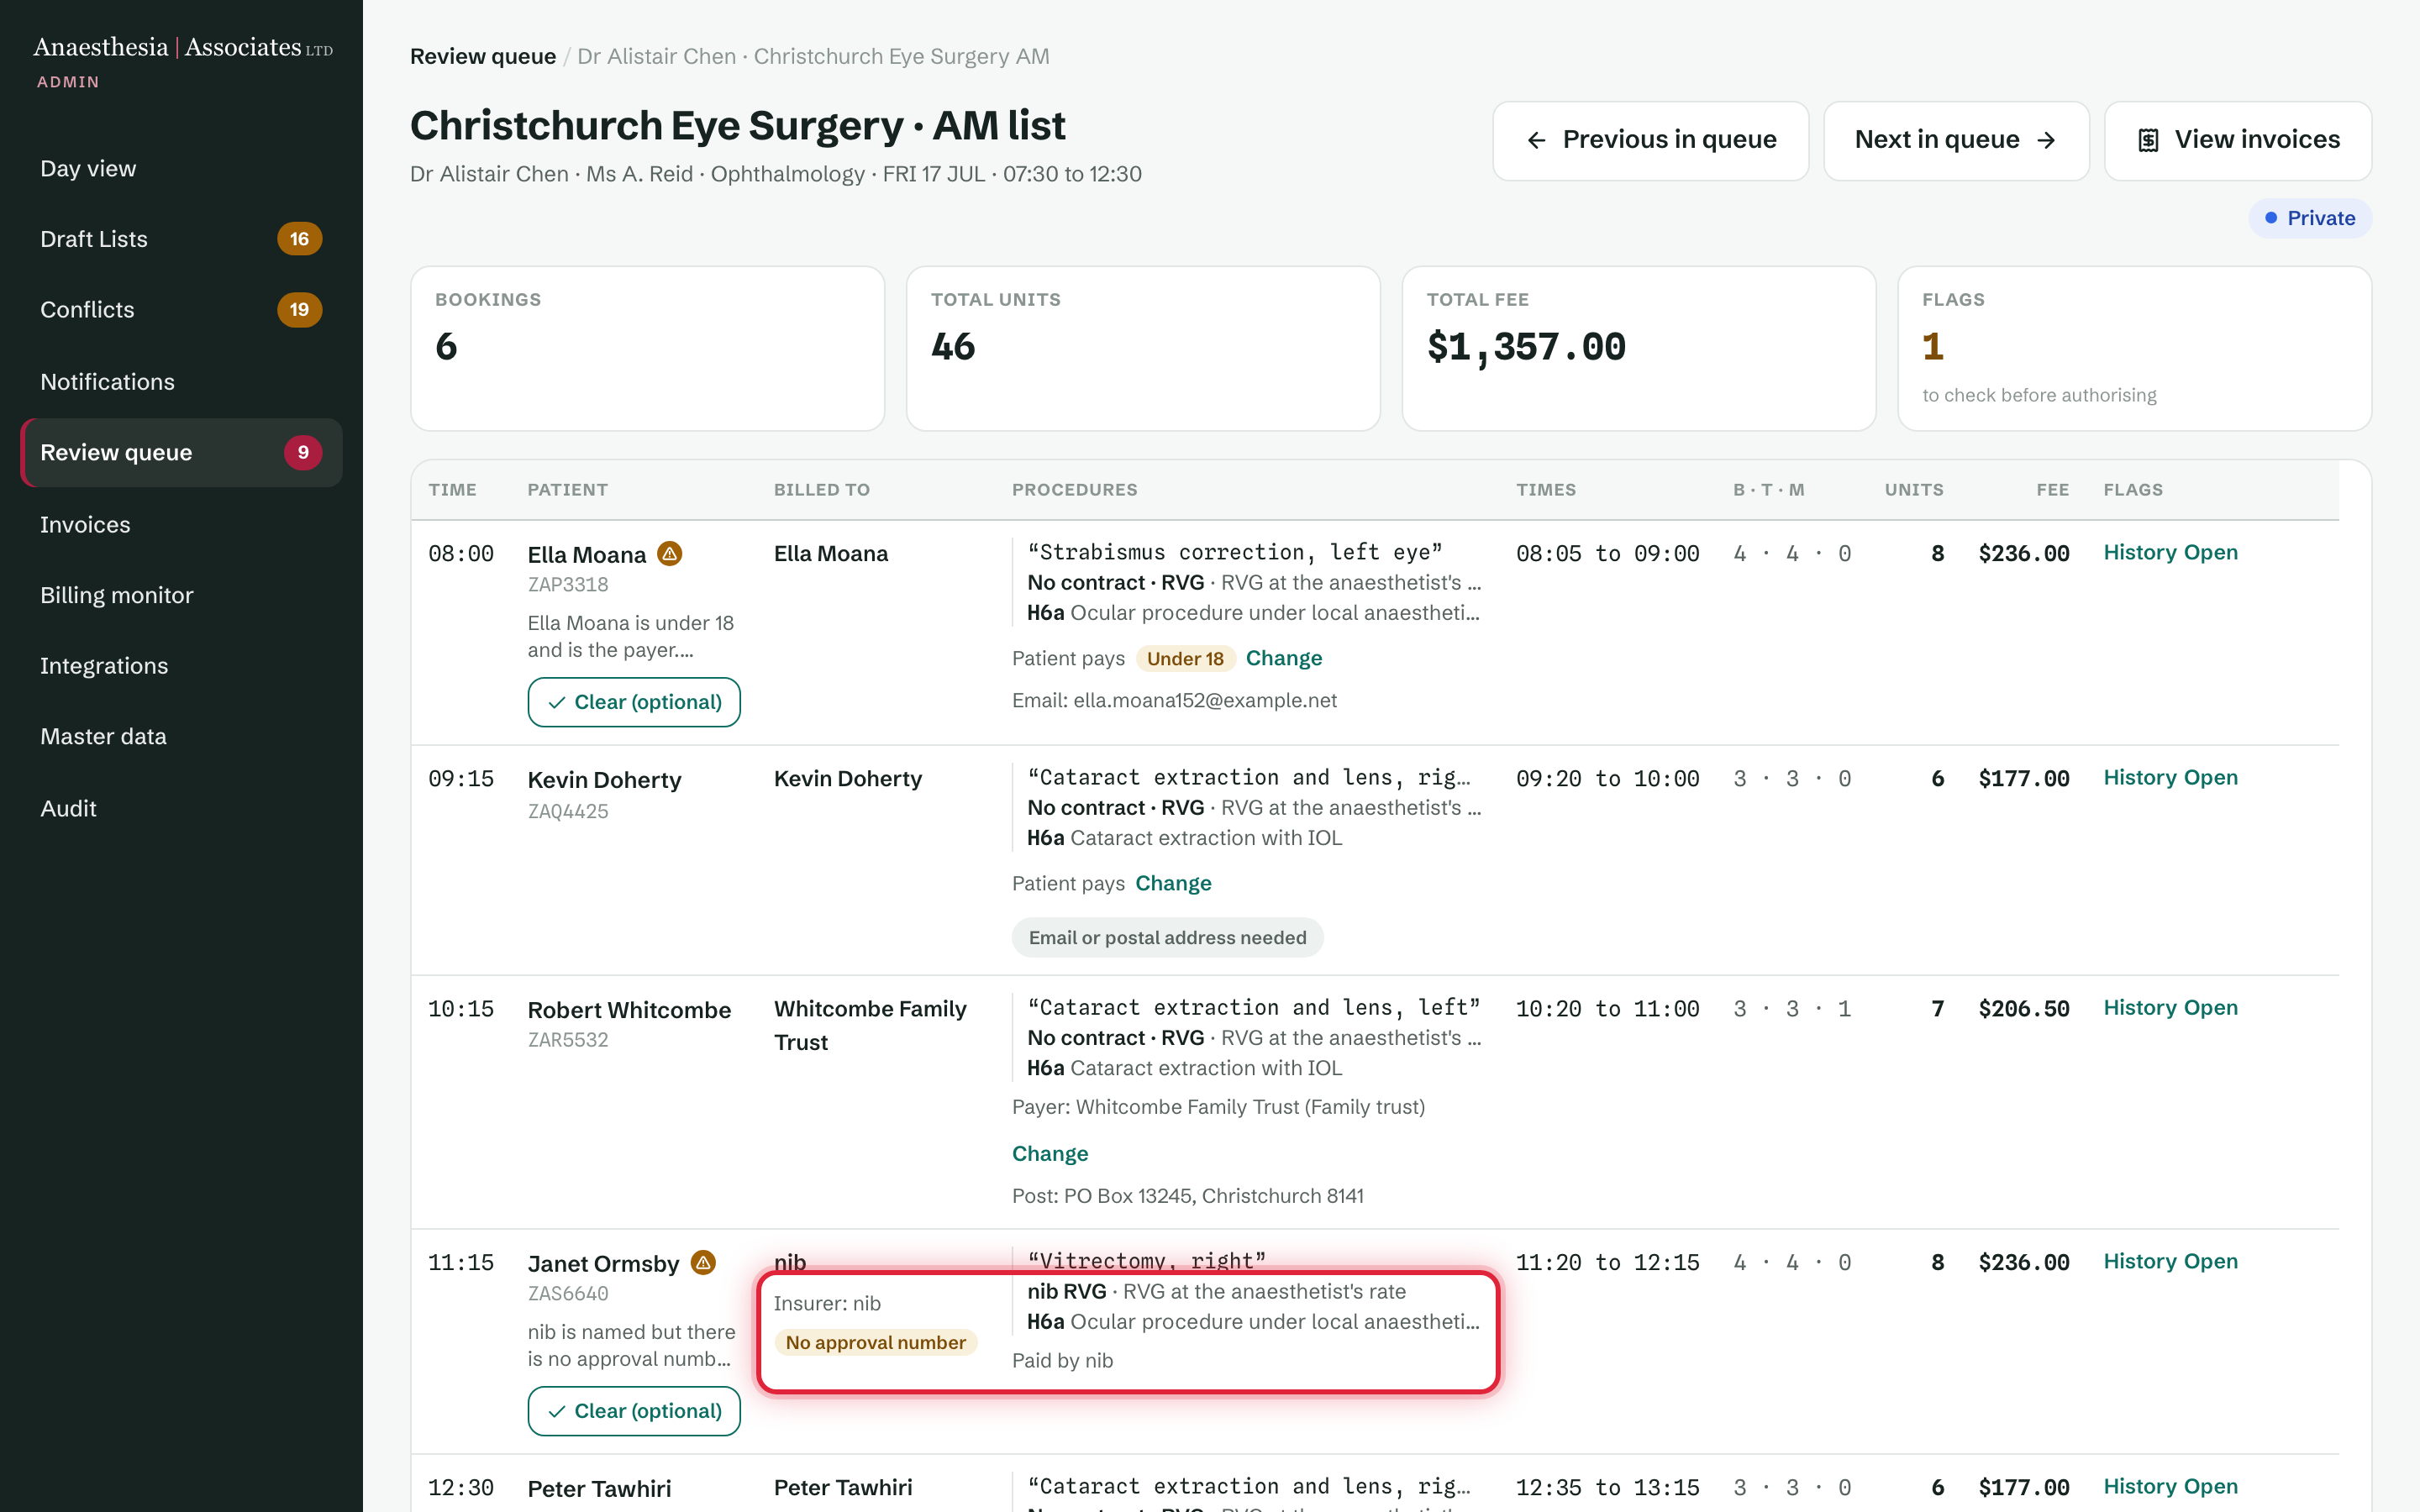 Anaesthesia | Associates LTD
ADMIN
Day view
Draft Lists 16
Conflicts 19
Notifications
Review queue 9
Invoices
Billing monitor
Integrations
Master data
Audit
Review queue / Dr Alistair Chen · Christchurch Eye Surgery AM
Christchurch Eye Surgery · AM list
Dr Alistair Chen · Ms A. Reid · Ophthalmology · FRI 17 JUL · 07:30 to 12:30
← Previous in queue
Next in queue →
View invoices
Private
BOOKINGS
6
TOTAL UNITS
46
TOTAL FEE
$1,357.00
FLAGS
1
to check before authorising
TIME PATIENT BILLED TO PROCEDURES TIMES B · T · M UNITS FEE FLAGS
08:00
Ella Moana
ZAP3318
Ella Moana is under 18
and is the payer....
Clear (optional)
Ella Moana
“Strabismus correction, left eye”
No contract · RVG · RVG at the anaesthetist's ...
H6a Ocular procedure under local anaestheti...
Patient pays Under 18 Change
Email: ella.moana152@example.net
08:05 to 09:00
4 · 4 · 0
8
$236.00
History Open
09:15
Kevin Doherty
ZAQ4425
Kevin Doherty
“Cataract extraction and lens, rig...
No contract · RVG · RVG at the anaesthetist's ...
H6a Cataract extraction with IOL
Patient pays Change
Email or postal address needed
09:20 to 10:00
3 · 3 · 0
6
$177.00
History Open
10:15
Robert Whitcombe
ZAR5532
Whitcombe Family
Trust
“Cataract extraction and lens, left”
No contract · RVG · RVG at the anaesthetist's ...
H6a Cataract extraction with IOL
Payer: Whitcombe Family Trust (Family trust)
Change
Post: PO Box 13245, Christchurch 8141
10:20 to 11:00
3 · 3 · 1
7
$206.50
History Open
11:15
Janet Ormsby
ZAS6640
nib is named but there
is no approval numb...
Clear (optional)
nib
Insurer: nib
No approval number
“Vitrectomy, right”
nib RVG · RVG at the anaesthetist's rate
H6a Ocular procedure under local anaestheti...
Paid by nib
11:20 to 12:15
4 · 4 · 0
8
$236.00
History Open
12:30
Peter Tawhiri
Peter Tawhiri
“Cataract extraction and lens, rig...
12:35 to 13:15
3 · 3 · 0
6
$177.00
History Open